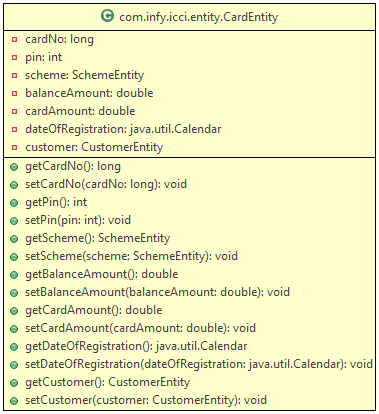 C com.infy.icci.entity.CardEntity
cardNo: long
pin: int
scheme: SchemeEntity
balanceAmount: double
cardAmount: double
dateOfRegistration: java.util.Calendar
customer: CustomerEntity
getCardNo(): long
setCardNo(cardNo: long): void
getPin(): int
setPin(pin: int): void
getScheme(): SchemeEntity
setScheme(scheme: SchemeEntity): void
getBalanceAmount(): double
setBalanceAmount(balanceAmount: double): void
getCardAmount(): double
setCardAmount(cardAmount: double): void
getDateOfRegistration(): java.util.Calendar
setDateOfRegistration(dateOfRegistration: java.util.Calendar): void
getCustomer(): CustomerEntity
setCustomer(customer: CustomerEntity): void